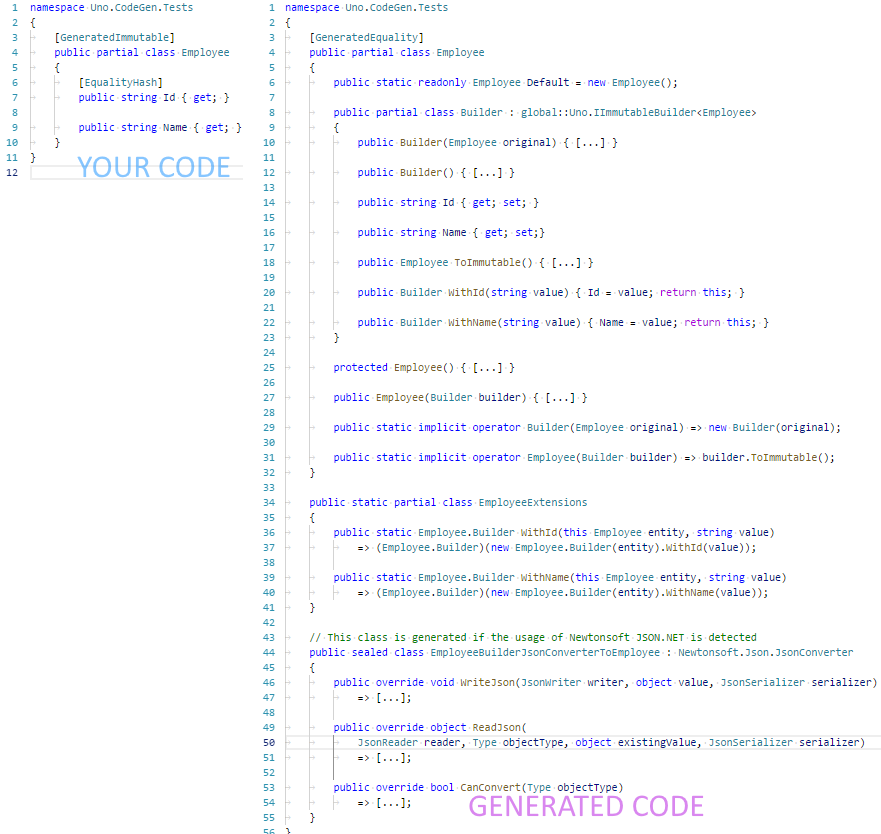 1 namespace Uno.CodeGen.Tests
2 {
3 [GeneratedImmutable]
4 public partial class Employee
5 {
6 [EqualityHash]
7 public string Id { get; }
8
9 public string Name { get; }
10 }
11 }
12
YOUR CODE
1 namespace Uno.CodeGen.Tests
2 {
3 [GeneratedEquality]
4 public partial class Employee
5 {
6 public static readonly Employee Default = new Employee();
7
8 public partial class Builder : global::Uno.IImmutableBuilder<Employee>
9 {
10 public Builder(Employee original) { [...] }
11
12 public Builder() { [...] }
13
14 public string Id { get; set; }
15
16 public string Name { get; set;}
17
18 public Employee ToImmutable() { [...] }
19
20 public Builder WithId(string value) { Id = value; return this; }
21
22 public Builder WithName(string value) { Name = value; return this; }
23 }
24
25 protected Employee() { [...] }
26
27 public Employee(Builder builder) { [...] }
28
29 public static implicit operator Builder(Employee original) => new Builder(original);
30
31 public static implicit operator Employee(Builder builder) => builder.ToImmutable();
32 }
33
34 public static partial class EmployeeExtensions
35 {
36 public static Employee.Builder WithId(this Employee entity, string value)
37 => (Employee.Builder)(new Employee.Builder(entity).WithId(value));
38
39 public static Employee.Builder WithName(this Employee entity, string value)
40 => (Employee.Builder)(new Employee.Builder(entity).WithName(value));
41 }
42
43 // This class is generated if the usage of Newtonsoft JSON.NET is detected
44 public sealed class EmployeeBuilderJsonConverterToEmployee : Newtonsoft.Json.JsonConverter
45 {
46 public override void WriteJson(JsonWriter writer, object value, JsonSerializer serializer)
47 => [...];
48
49 public override object ReadJson(
50 JsonReader reader, Type objectType, object existingValue, JsonSerializer serializer)
51 => [...];
52
53 public override bool CanConvert(Type objectType)
54 => [...];
55 }
56 }
GENERATED CODE